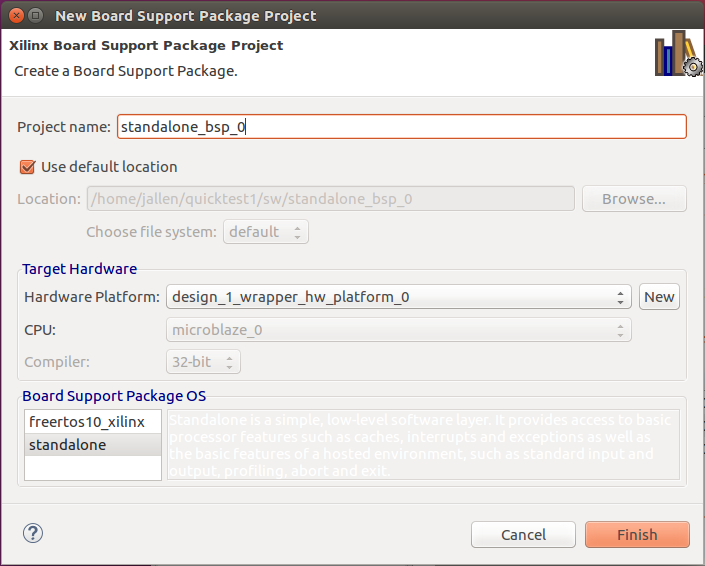 New Board Support Package Project
Xilinx Board Support Package Project
Create a Board Support Package.
Project name: standalone_bsp_0
Use default location
Location: /home/jallen/quicktest1/sw/standalone_bsp_0 Browse...
Choose file system: default
Target Hardware
Hardware Platform: design_1_wrapper_hw_platform_0 New
CPU: microblaze_0
Compiler: 32-bit
Board Support Package OS
freertos10_xilinx
standalone
Standalone is a simple, low-level software layer. It provides access to basic
processor features such as caches, interrupts and exceptions as well as
the basic features of a hosted environment, such as standard input and
output, profiling, abort and exit.
? Cancel Finish